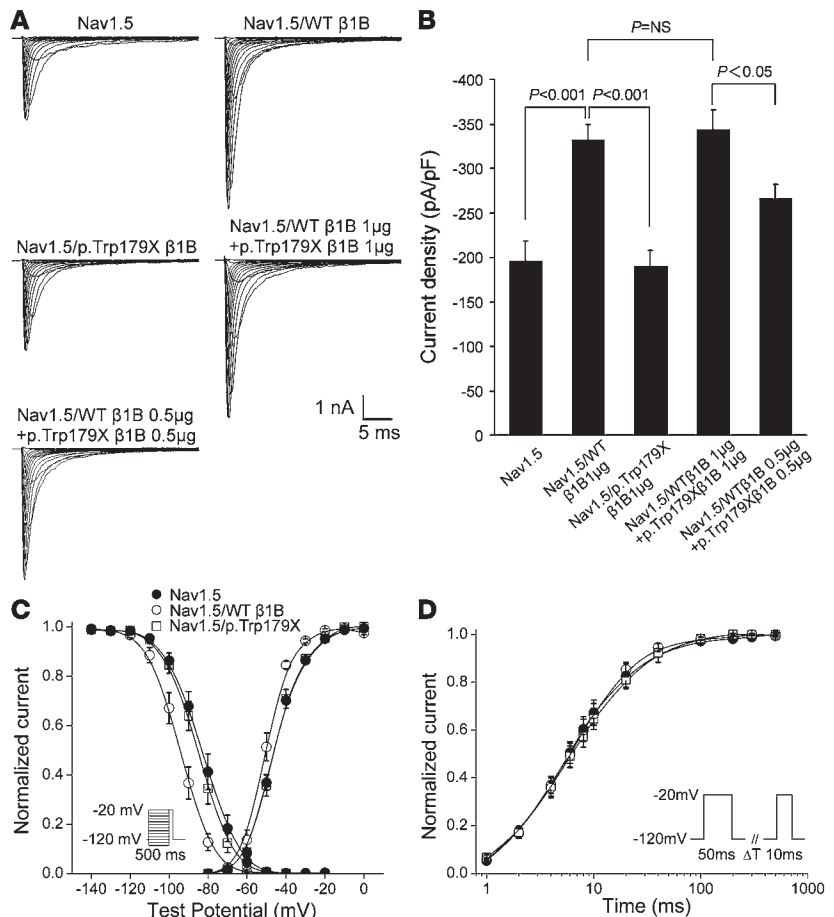 A
Nav1.5
Nav1.5/WT β1B
Nav1.5/p.Trp179X β1B
Nav1.5/WT β1B 1µg
+p.Trp179X β1B 1µg
Nav1.5/WT β1B 0.5µg
+p.Trp179X β1B 0.5µg
1 nA
5 ms
B
P=NS
P<0.001
P<0.001
P<0.05
Current density (pA/pF)
-400
-350
-300
-250
-200
-150
-100
-50
0
Nav1.5
Nav1.5/WT
β1B1µg
Nav1.5/p.Trp179X
β1B1µg
Nav1.5/WTβ1B 1µg
+p.Trp179Xβ1B 1µg
Nav1.5/WTβ1B 0.5µg
+p.Trp179Xβ1B 0.5µg
C
Nav1.5
Nav1.5/WT β1B
Nav1.5/p.Trp179X
Normalized current
1.0
0.8
0.6
0.4
0.2
0.0
-20 mV
-120 mV
500 ms
-140 -120 -100 -80 -60 -40 -20 0
Test Potential (mV)
D
Normalized current
1.0
0.8
0.6
0.4
0.2
0.0
-20mV
-120mV
//
50ms ΔT 10ms
1 10 100 1000
Time (ms)